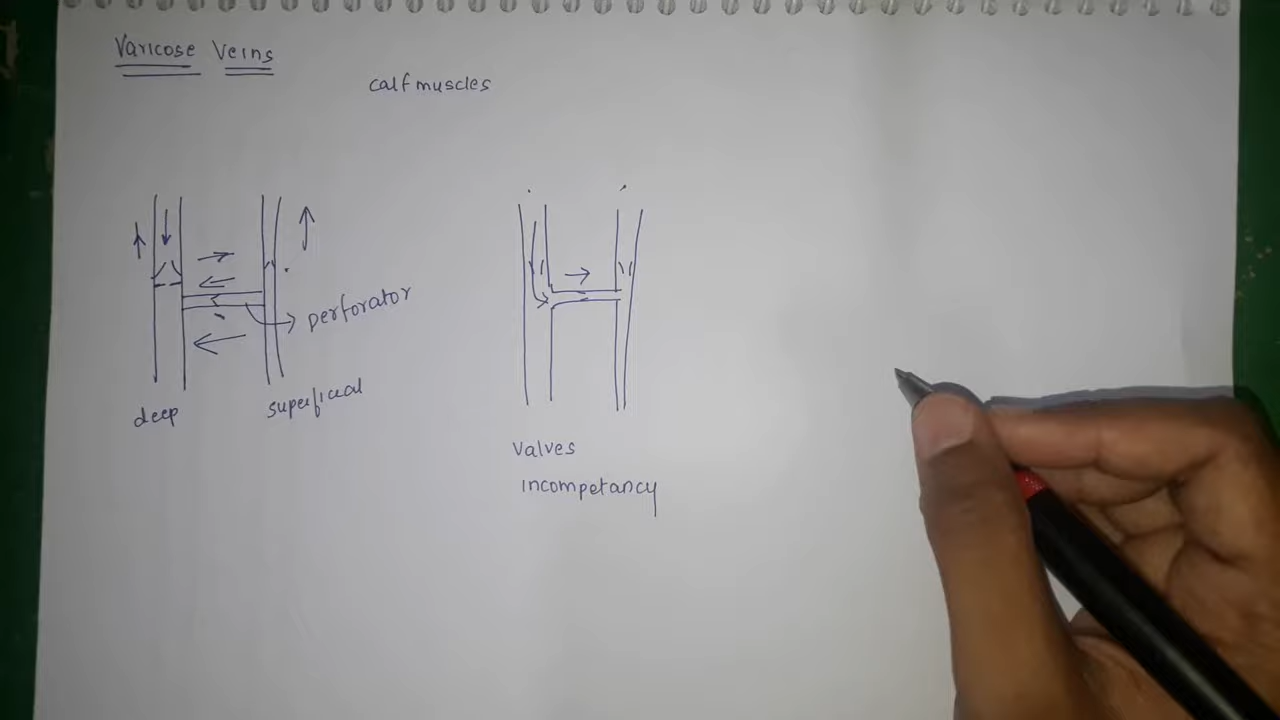 Varicose Veins
calf muscles
perforator
deep
superficial
valves
incompetancy